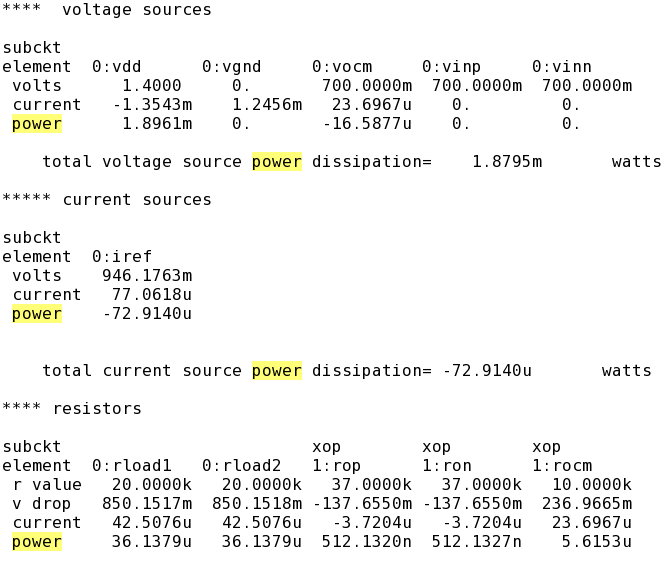 ****  voltage sources
subckt
element  0:vdd      0:vgnd     0:vocm     0:vinp     0:vinn
 volts      1.4000     0.       700.0000m  700.0000m  700.0000m
 current   -1.3543m    1.2456m   23.6967u    0.         0.
 power      1.8961m    0.       -16.5877u    0.         0.
    total voltage source power dissipation=    1.8795m       watts
***** current sources
subckt
element  0:iref
 volts    946.1763m
 current   77.0618u
 power    -72.9140u
    total current source power dissipation= -72.9140u       watts
**** resistors
subckt                         xop        xop        xop
element  0:rload1   0:rload2   1:rop      1:ron      1:rocm
 r value   20.0000k   20.0000k   37.0000k   37.0000k   10.0000k
 v drop   850.1517m  850.1518m -137.6550m -137.6550m  236.9665m
 current   42.5076u   42.5076u   -3.7204u   -3.7204u   23.6967u
 power     36.1379u   36.1379u  512.1320n  512.1327n    5.6153u